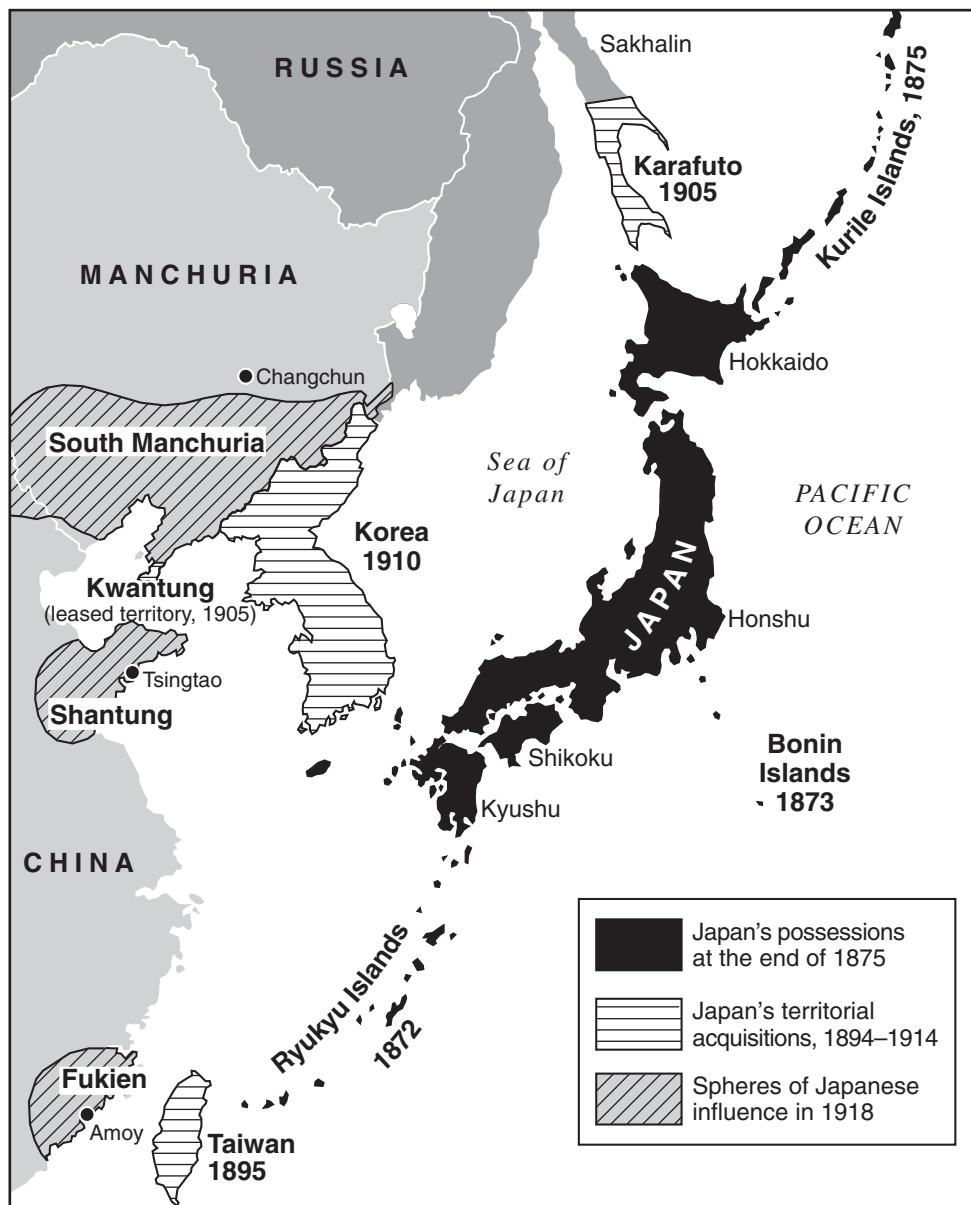 RUSSIA
Sakhalin
Kurile Islands, 1875
Karafuto
1905
MANCHURIA
Hokkaido
Changchun
South Manchuria
Sea of
Japan
PACIFIC
OCEAN
Korea
1910
JAPAN
Kwantung
(leased territory, 1905)
Honshu
Tsingtao
Shantung
Shikoku
Bonin
Islands
1873
Kyushu
CHINA
Ryukyu Islands
1872
Fukien
Amoy
Taiwan
1895
Japan’s possessions
at the end of 1875
Japan’s territorial
acquisitions, 1894–1914
Spheres of Japanese
influence in 1918